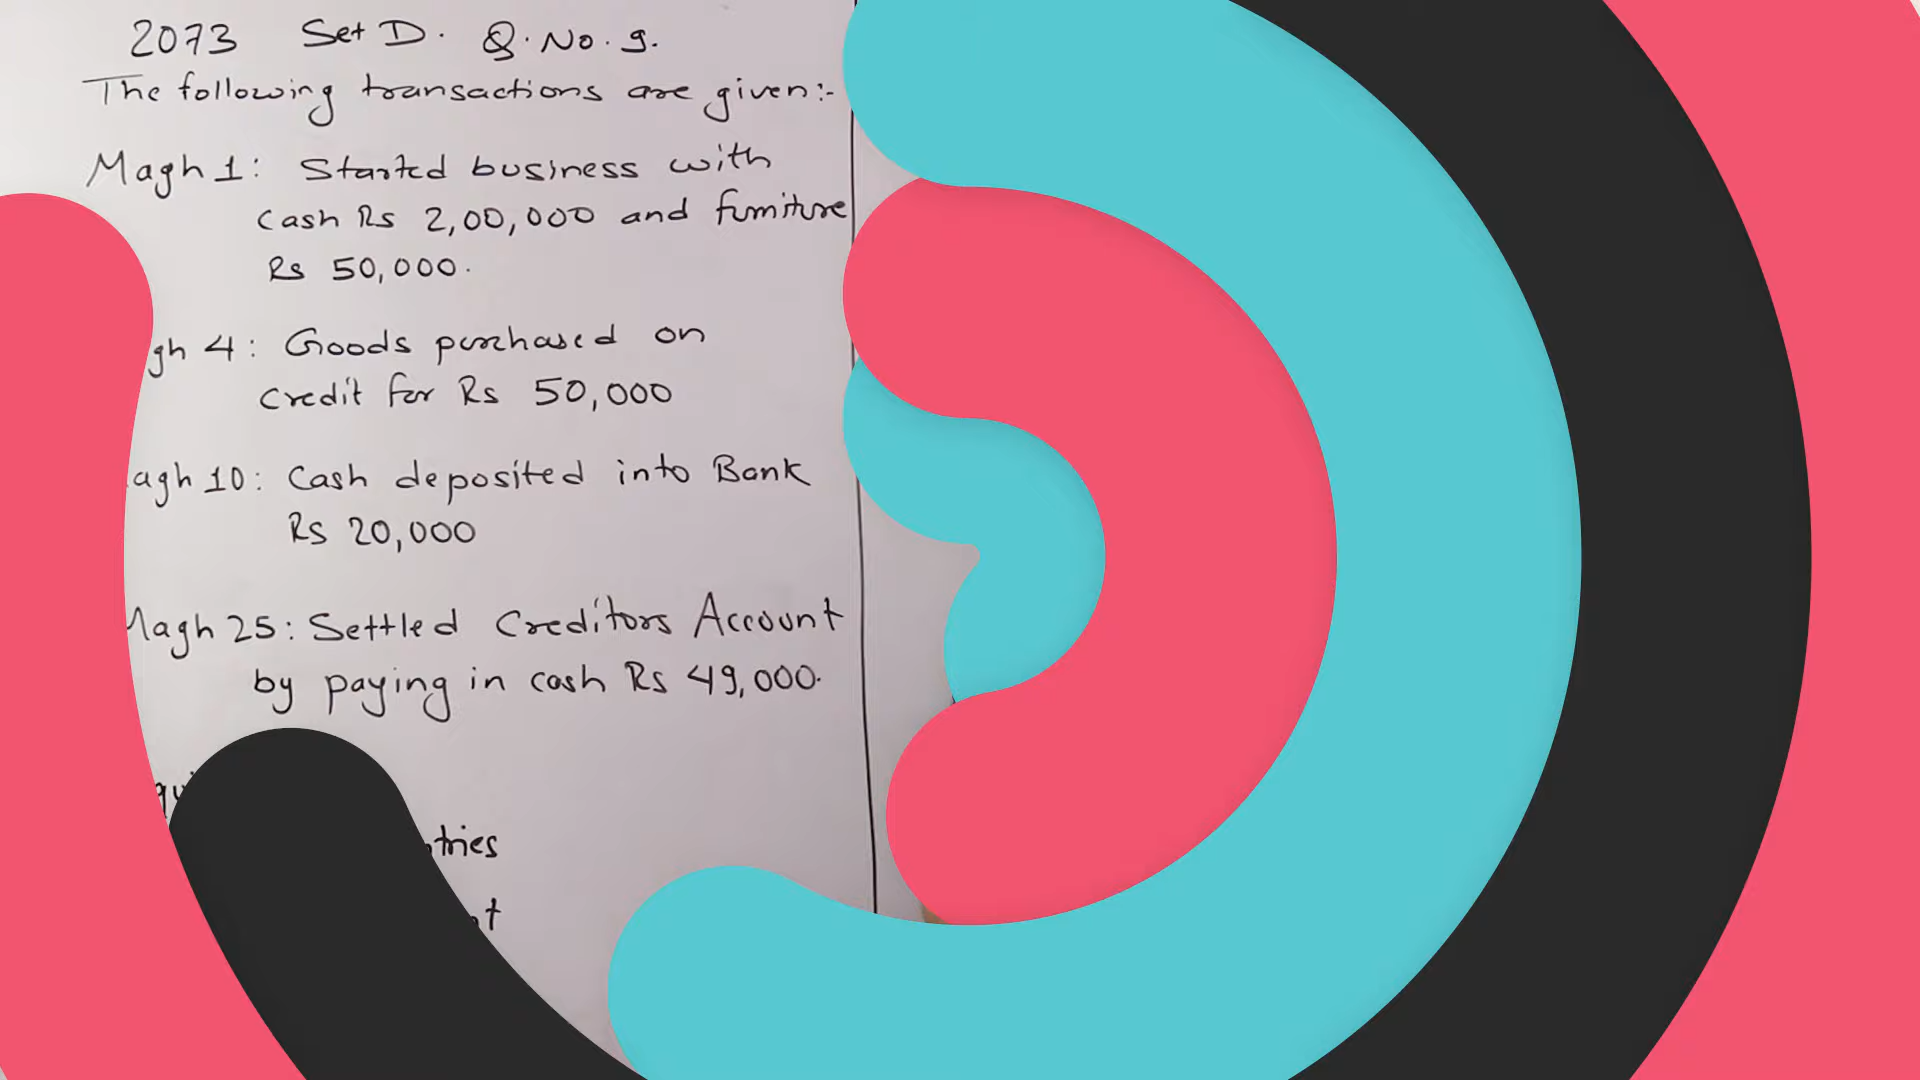 2073 Set D. Q. No. 9.
The following transactions are given:-
Magh 1: Started business with
Cash Rs 2,00,000 and furniture
Rs 50,000.
gh 4: Goods purchased on
Credit for Rs 50,000
agh 10: Cash deposited into Bank
Rs 20,000
Magh 25: Settled Creditors Account
by paying in cash Rs 49,000.